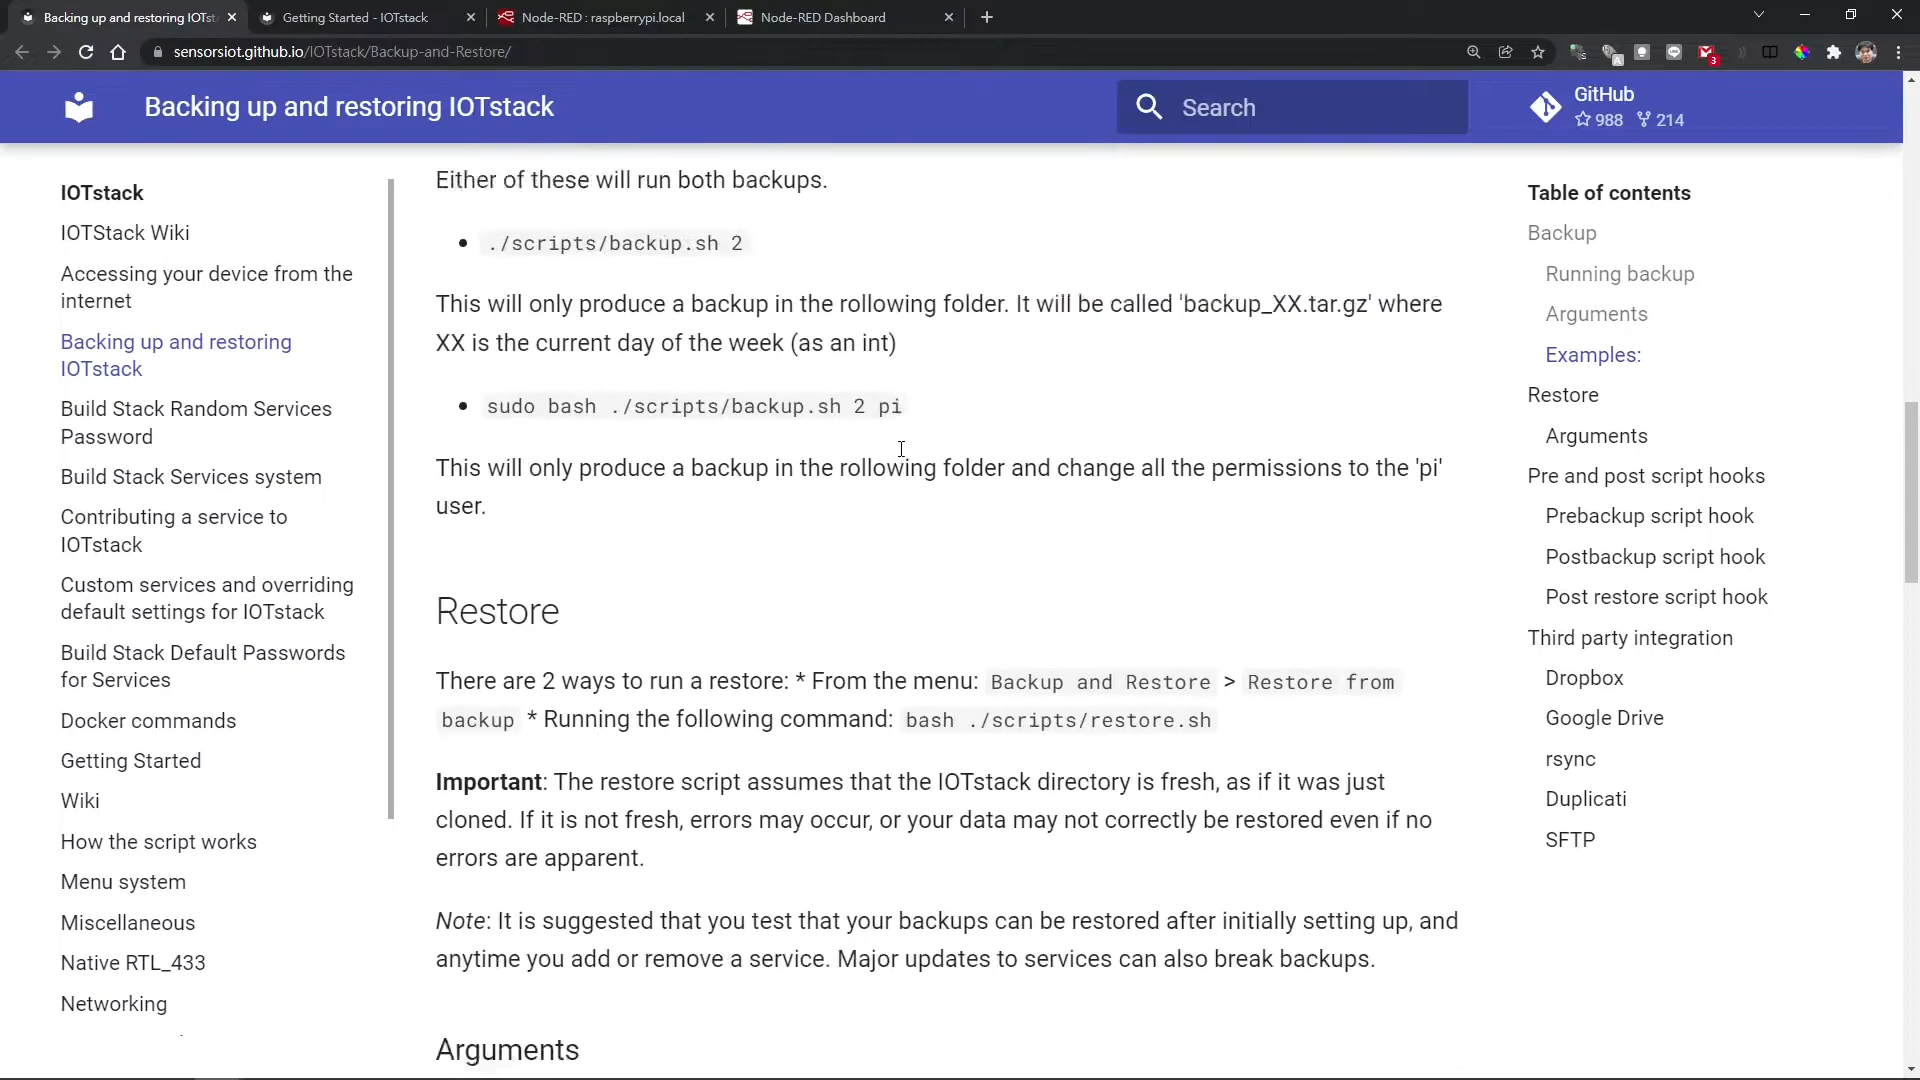 Backing up and restoring IOTst
Getting Started - IOTstack
Node-RED : raspberrypi.local
Node-RED Dashboard
sensorsiot.github.io/IOTstack/Backup-and-Restore/
A
3
Backing up and restoring IOTstack
Search
GitHub
988 214
IOTstack
IOTStack Wiki
Accessing your device from the
internet
Backing up and restoring
IOTstack
Build Stack Random Services
Password
Build Stack Services system
Contributing a service to
IOTstack
Custom services and overriding
default settings for IOTstack
Build Stack Default Passwords
for Services
Docker commands
Getting Started
Wiki
How the script works
Menu system
Miscellaneous
Native RTL_433
Networking
Either of these will run both backups.
./scripts/backup.sh 2
This will only produce a backup in the rollowing folder. It will be called 'backup_XX.tar.gz' where
XX is the current day of the week (as an int)
sudo bash ./scripts/backup.sh 2 pi
This will only produce a backup in the rollowing folder and change all the permissions to the 'pi'
user.
Restore
There are 2 ways to run a restore: * From the menu: Backup and Restore > Restore from
backup * Running the following command: bash ./scripts/restore.sh
Important: The restore script assumes that the IOTstack directory is fresh, as if it was just
cloned. If it is not fresh, errors may occur, or your data may not correctly be restored even if no
errors are apparent.
Note: It is suggested that you test that your backups can be restored after initially setting up, and
anytime you add or remove a service. Major updates to services can also break backups.
Arguments
Table of contents
Backup
Running backup
Arguments
Examples:
Restore
Arguments
Pre and post script hooks
Prebackup script hook
Postbackup script hook
Post restore script hook
Third party integration
Dropbox
Google Drive
rsync
Duplicati
SFTP